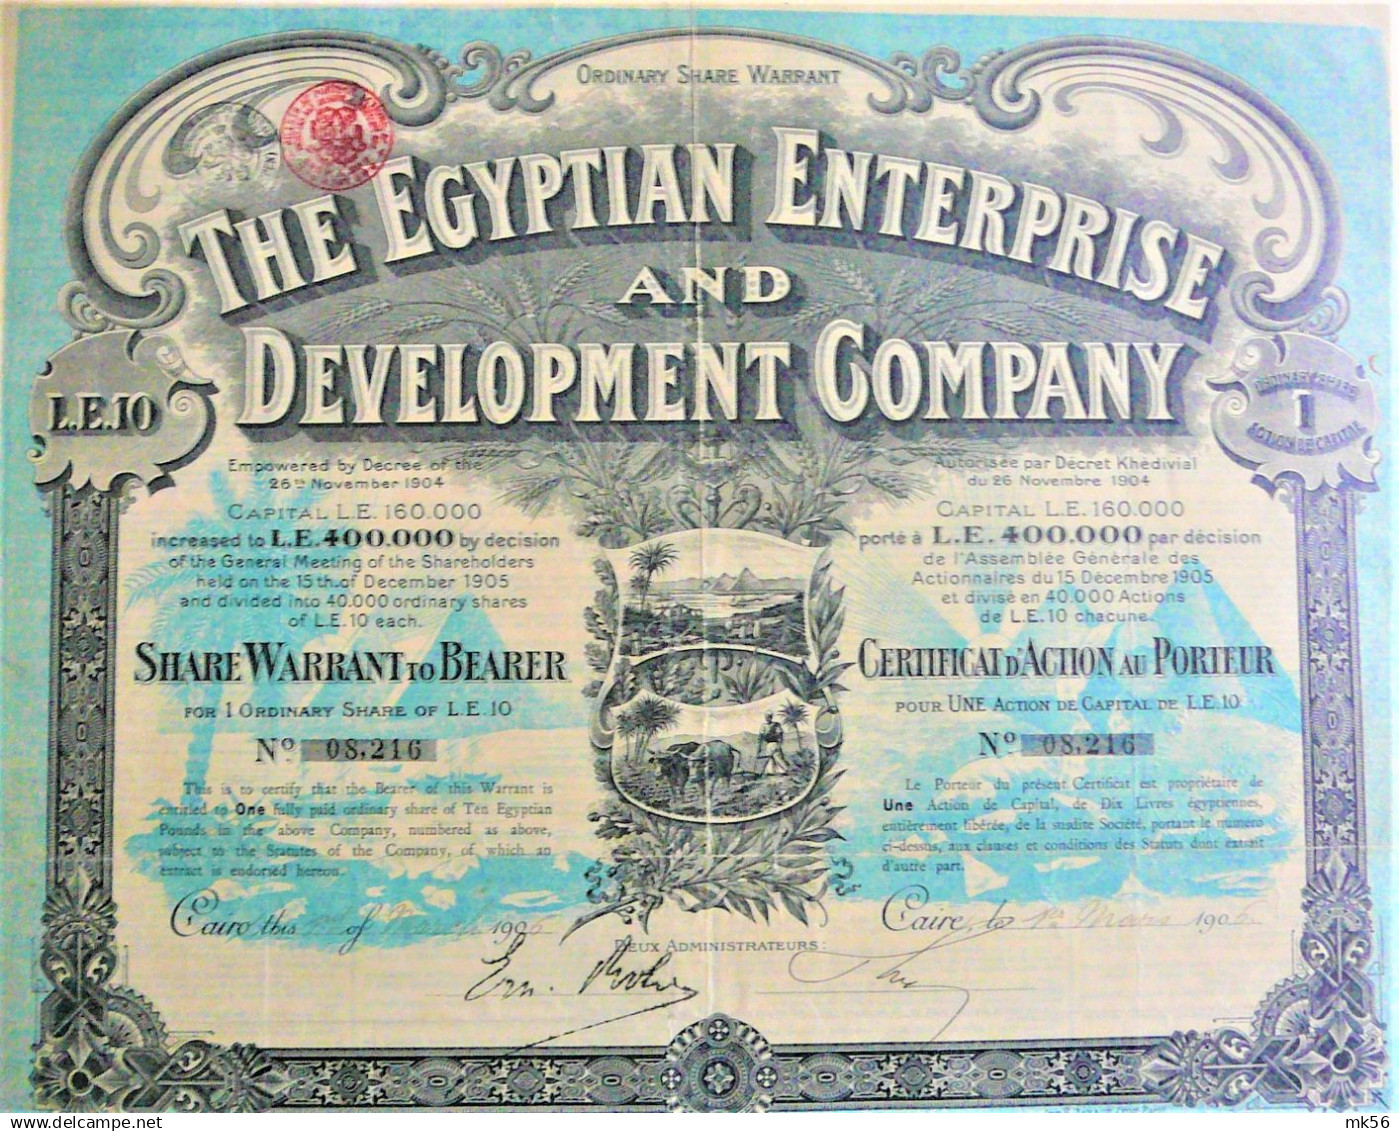 ORDINARY SHARE WARRANT
THE EGYPTIAN ENTERPRISE
AND
DEVELOPMENT COMPANY
L.E.10
ORDINARY SHARE
1
ACTION DE CAPITAL
Empowered by Decree of the
26th November 1904
CAPITAL L.E. 160.000
increased to L.E.400.000 by decision
of the General Meeting of the Shareholders
held on the 15th of December 1905
and divided into 40.000 ordinary shares
of L.E.10 each.
SHARE WARRANT TO BEARER
FOR 1 ORDINARY SHARE OF L.E.10
No 08,216
This is to certify that the Bearer of this Warrant is
entitled to One fully paid ordinary share of Ten Egyptian
Pounds in the above Company, numbered as above,
subject to the Statutes of the Company, of which an
extract is endorsed hereon.
Cairo this of March 1906
Autorisée par Décret Khédivial
du 26 Novembre 1904
CAPITAL L.E. 160.000
porté à L.E. 400.000 par décision
de l'Assemblée Générale des
Actionnaires du 15 Décembre 1905
et divisé en 40.000 Actions
de L.E. 10 chacune.
CERTIFICAT D'ACTION AU PORTEUR
POUR UNE ACTION DE CAPITAL DE L.E.10
No 08,216
Le Porteur du présent Certificat est propriétaire de
Une Action de Capital, de Dix Livres égyptiennes,
entièrement libérée, de la susdite Société, portant le numéro
ci-dessus, aux clauses et conditions des Statuts dont extrait
d'autre part.
Caire, le 1er Mars 1906
DEUX ADMINISTRATEURS:
mk56